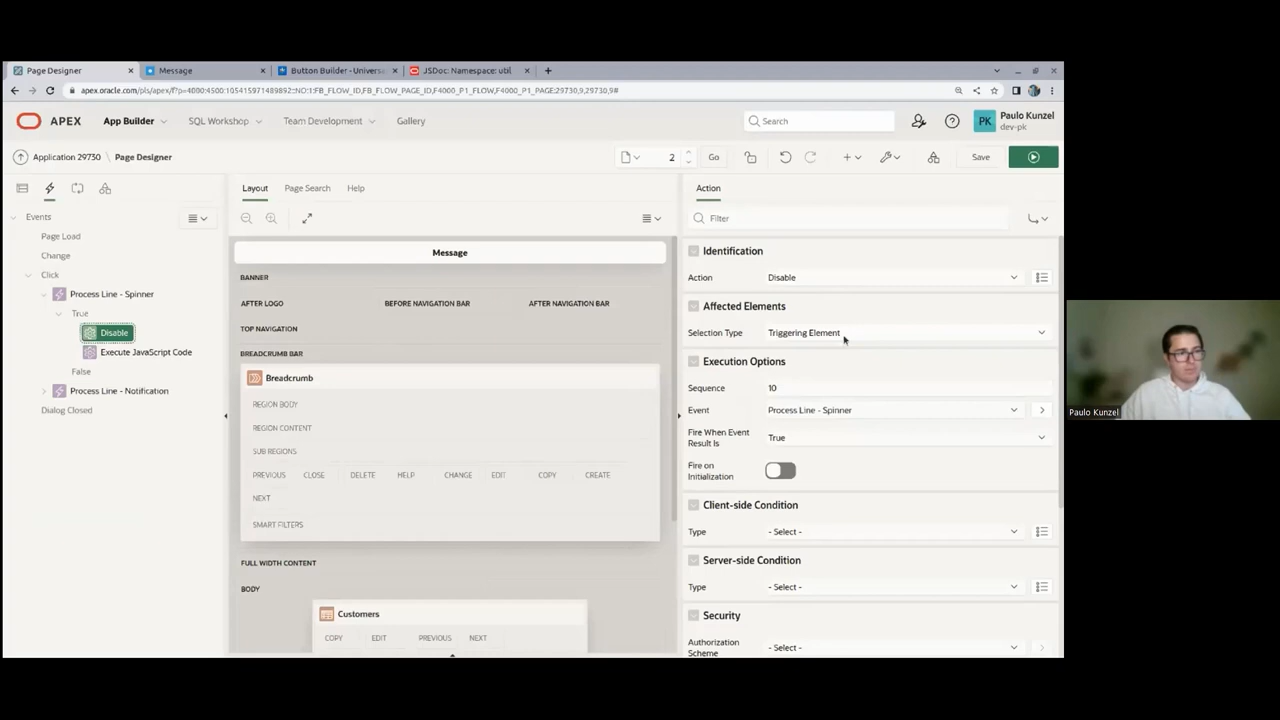 Page Designer
Message
Button Builder - Univers
JSDoc: Namespace: util
apex.oracle.com/pls/apex/f?p=4000:4500:105415971489892::NO:1:FB_FLOW_ID,FB_FLOW_PAGE_ID,F4000_P1_FLOW,F4000_P1_PAGE:29730,9,29730,9#
APEX
App Builder
SQL Workshop
Team Development
Gallery
Search
PK
Paulo Kunzel
dev-pk
Application 29730 \ Page Designer
2
Go
Save
Layout
Page Search
Help
Action
Filter
Events
Page Load
Change
Click
Process Line - Spinner
True
Disable
Execute JavaScript Code
False
Process Line - Notification
Dialog Closed
Message
BANNER
AFTER LOGO
BEFORE NAVIGATION BAR
AFTER NAVIGATION BAR
TOP NAVIGATION
BREADCRUMB BAR
Breadcrumb
REGION BODY
REGION CONTENT
SUB REGIONS
PREVIOUS CLOSE DELETE HELP CHANGE EDIT COPY CREATE
NEXT
SMART FILTERS
FULL WIDTH CONTENT
BODY
Customers
COPY EDIT PREVIOUS NEXT
Identification
Action Disable
Affected Elements
Selection Type Triggering Element
Execution Options
Sequence 10
Event Process Line - Spinner
Fire When Event
Result Is
True
Fire on
Initialization
Client-side Condition
Type - Select -
Server-side Condition
Type - Select -
Security
Authorization
Scheme
- Select -
Paulo Kunzel